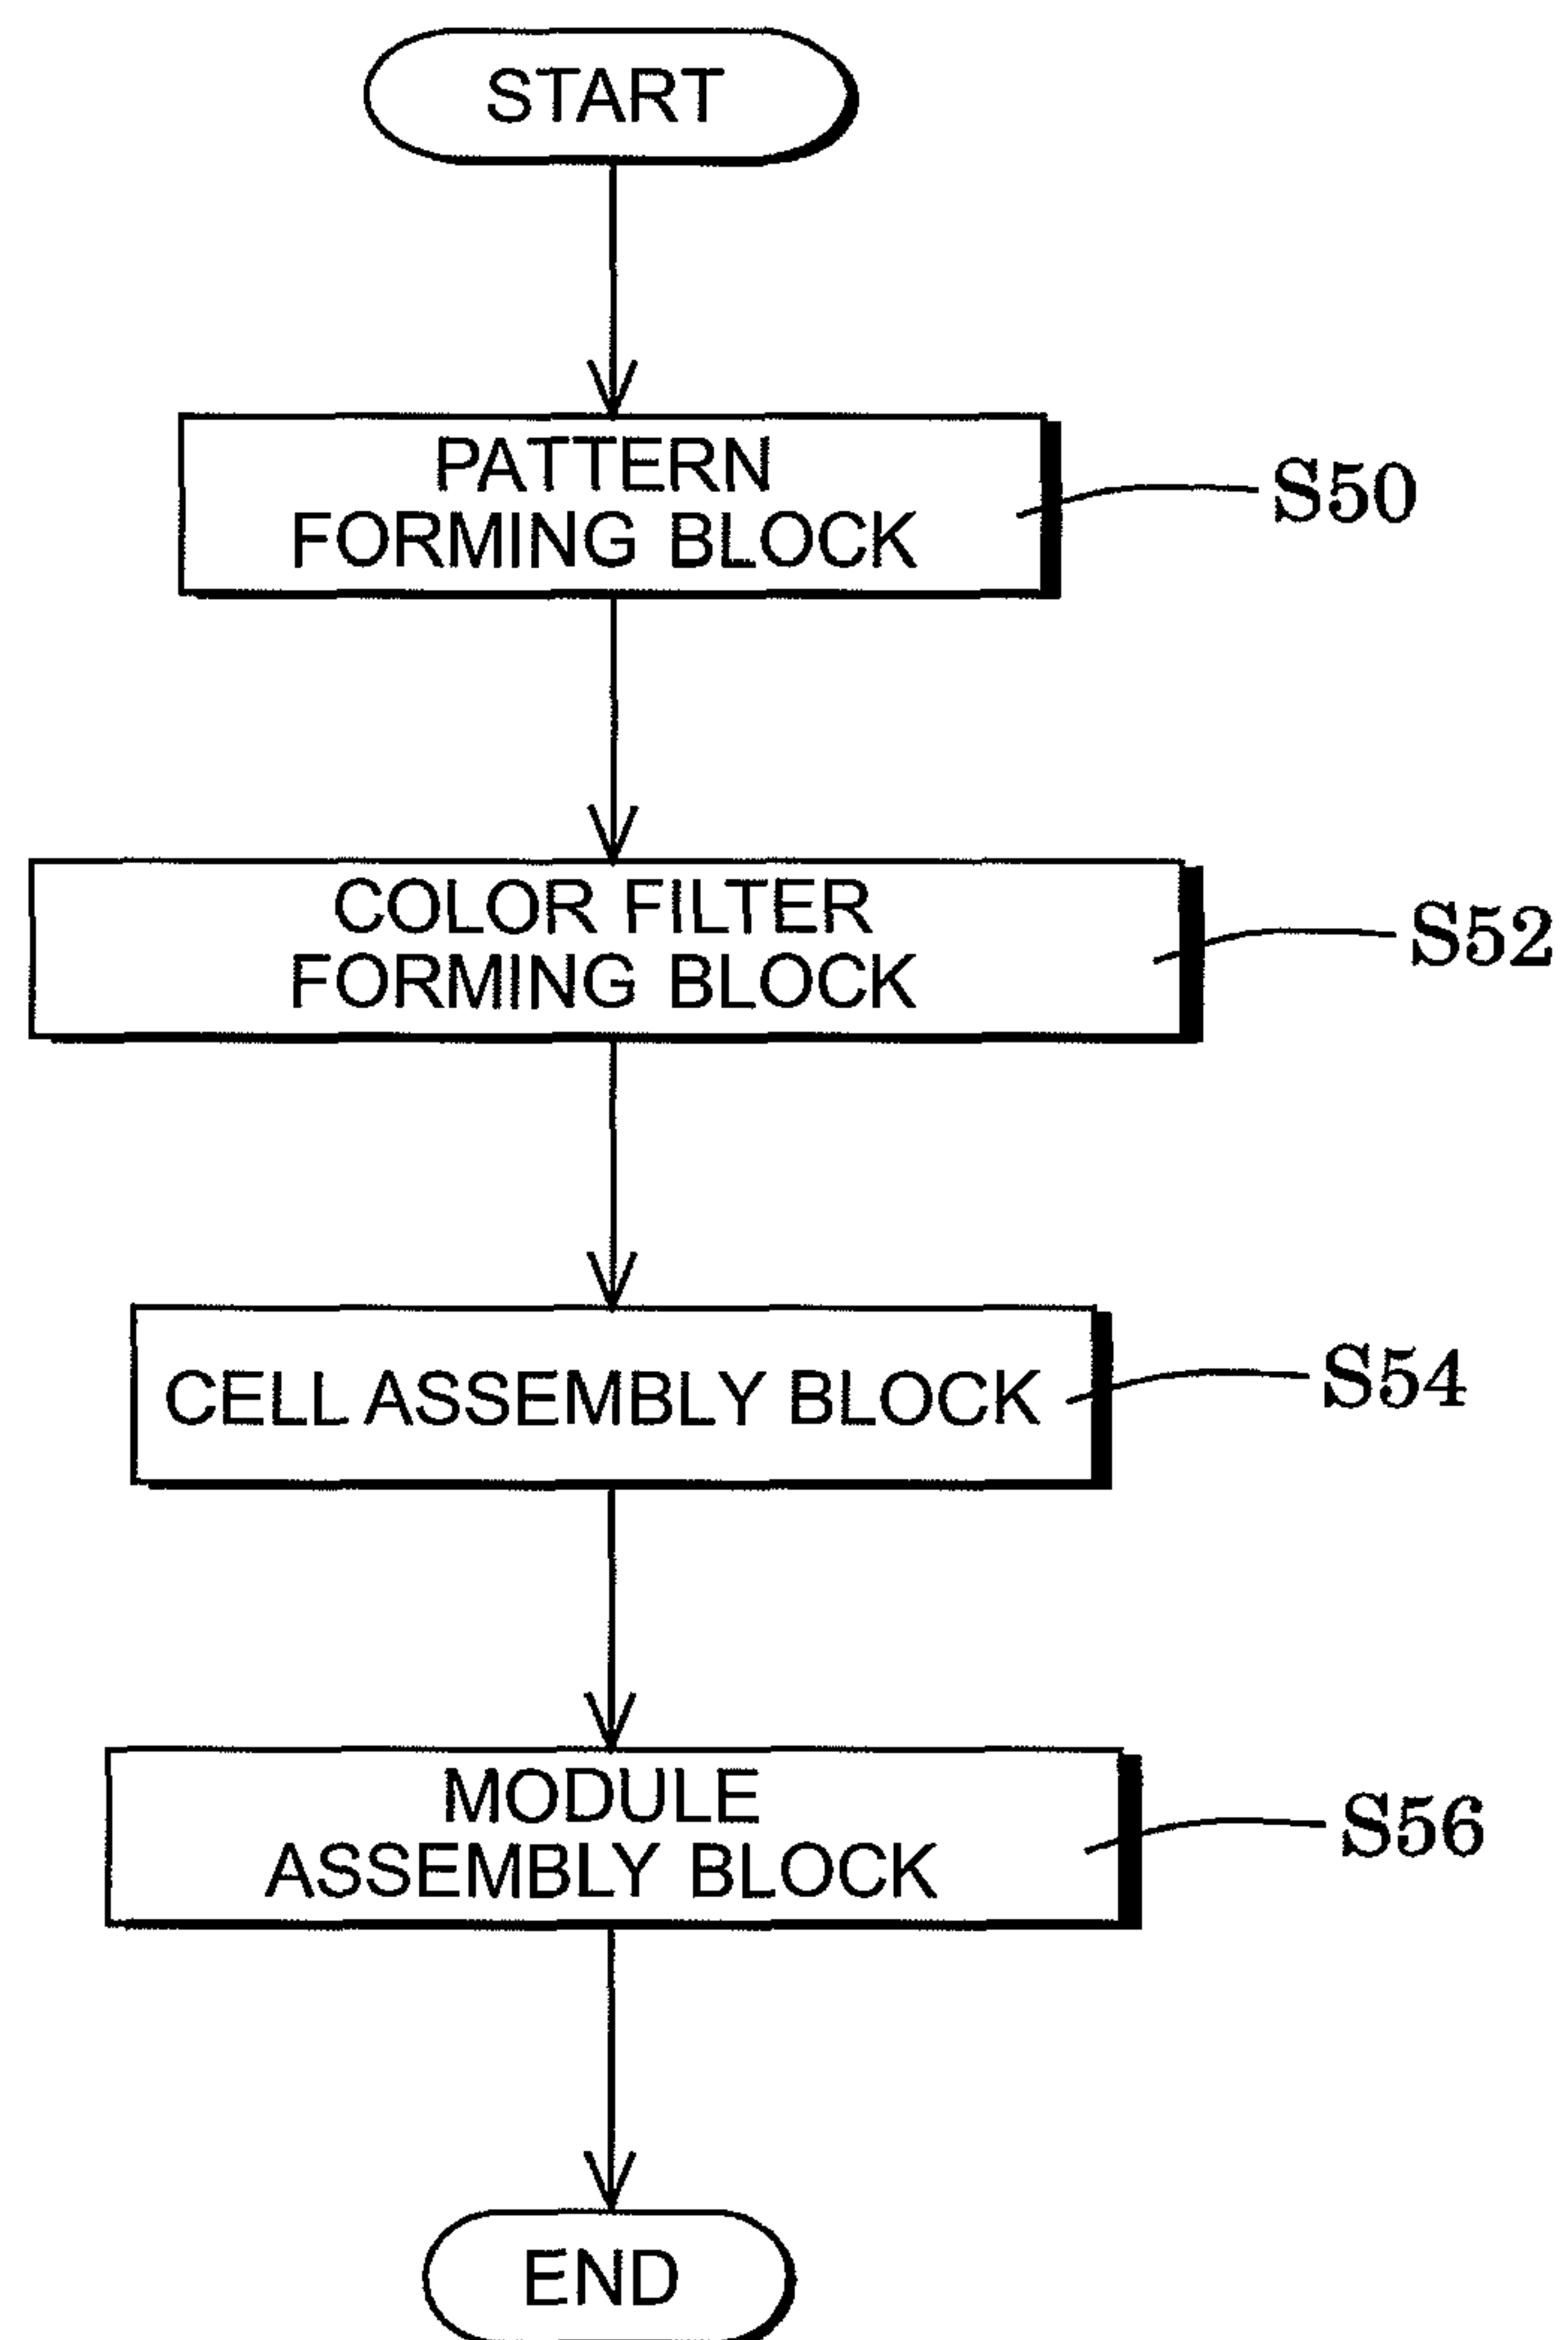 START
PATTERN
FORMING BLOCK
S50
COLOR FILTER
FORMING BLOCK
S52
CELL ASSEMBLY BLOCK
S54
MODULE
ASSEMBLY BLOCK
S56
END